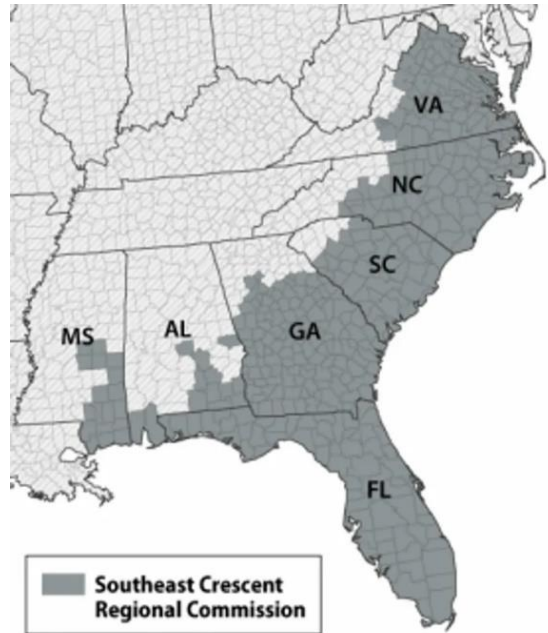 VA
NC
SC
MS
AL
GA
FL
Southeast Crescent
Regional Commission